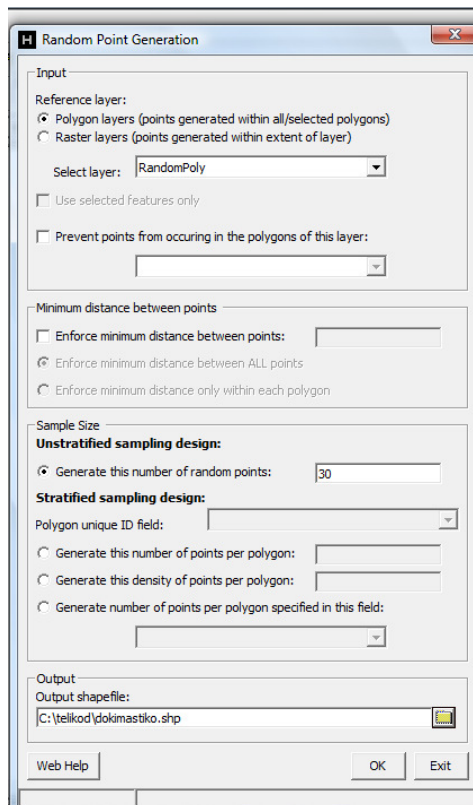 H Random Point Generation
Input
Reference layer:
Polygon layers (points generated within all/selected polygons)
Raster layers (points generated within extent of layer)
Select layer: RandomPoly
Use selected features only
Prevent points from occuring in the polygons of this layer:
Minimum distance between points
Enforce minimum distance between points:
Enforce minimum distance between ALL points
Enforce minimum distance only within each polygon
Sample Size
Unstratified sampling design:
Generate this number of random points: 30
Stratified sampling design:
Polygon unique ID field:
Generate this number of points per polygon:
Generate this density of points per polygon:
Generate number of points per polygon specified in this field:
Output
Output shapefile:
C:\telikod\dokimastiko.shp
Web Help OK Exit